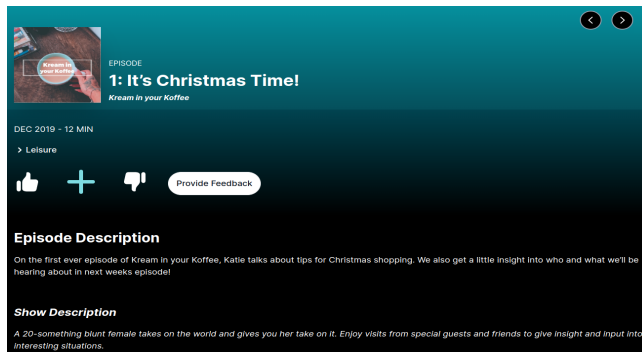 Kream in
your Koffee
EPISODE
1: It's Christmas Time!
Kream in your Koffee
DEC 2019 - 12 MIN
Leisure
Provide Feedback
Episode Description
On the first ever episode of Kream in your Koffee, Katie talks about tips for Christmas shopping. We also get a little insight into who and what we'll be
hearing about in next weeks episode!
Show Description
A 20-something blunt female takes on the world and gives you her take on it. Enjoy visits from special guests and friends to give insight and input into
interesting situations.